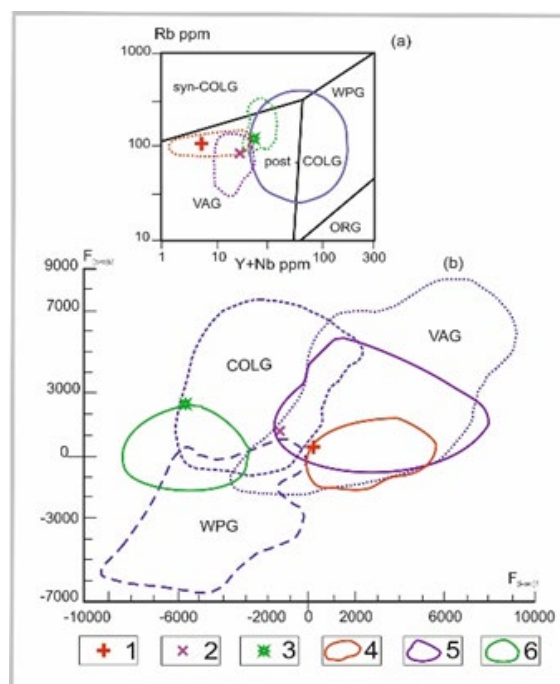 Rb ppm
(a)
1000
syn-COLG
WPG
100
post
COLG
VAG
ORG
10
1
10
100
300
Y+Nb ppm
F
(b)
9000
VAG
COLG
3000
0
-3000
WPG
F
-7000
-10000 -6000 -2000 0 2000 6000 10000
1 2 3 4 5 6